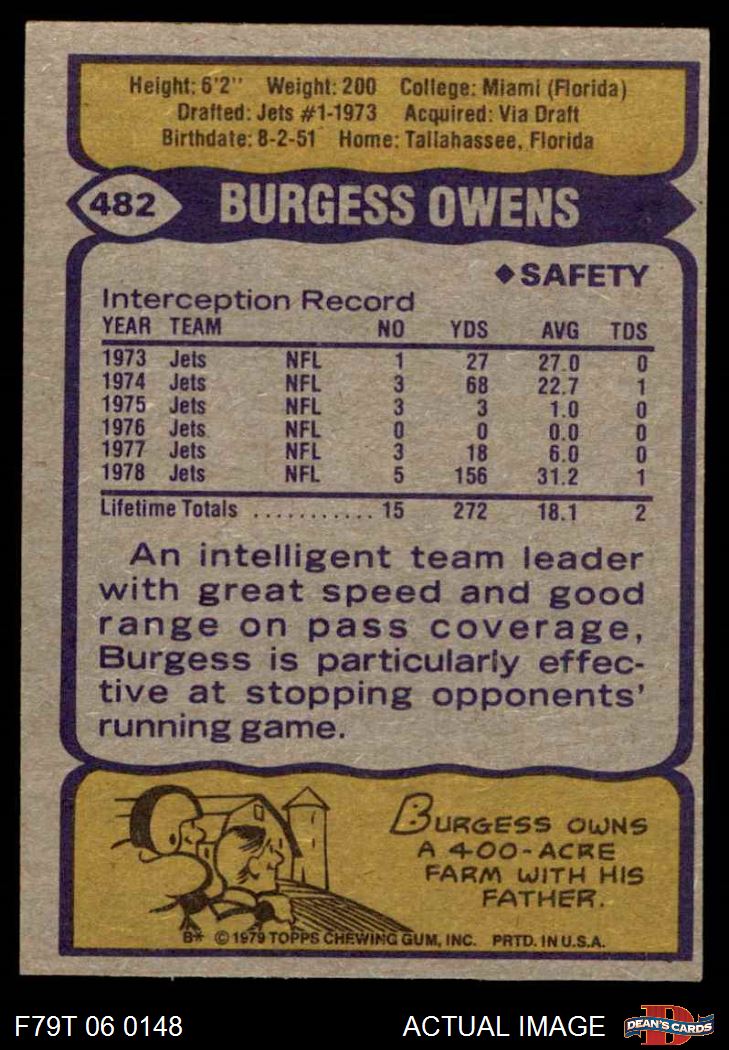 Height: 6'2" Weight: 200 College: Miami (Florida)
Drafted: Jets #1-1973 Acquired: Via Draft
Birthdate: 8-2-51 Home: Tallahassee, Florida
482 BURGESS OWENS
◆SAFETY
Interception Record
YEAR TEAM NO YDS AVG TDS
1973 Jets NFL 1 27 27.0 0
1974 Jets NFL 3 68 22.7 1
1975 Jets NFL 3 3 1.0 0
1976 Jets NFL 0 0 0.0 0
1977 Jets NFL 3 18 6.0 0
1978 Jets NFL 5 156 31.2 1
Lifetime Totals ........... 15 272 18.1 2
An intelligent team leader
with great speed and good
range on pass coverage,
Burgess is particularly effec-
tive at stopping opponents'
running game.
BURGESS OWNS
A 400-ACRE
FARM WITH HIS
FATHER.
B* © 1979 TOPPS CHEWING GUM, INC. PRTD. IN U.S.A.
F79T 06 0148 ACTUAL IMAGE DEAN'S CARDS